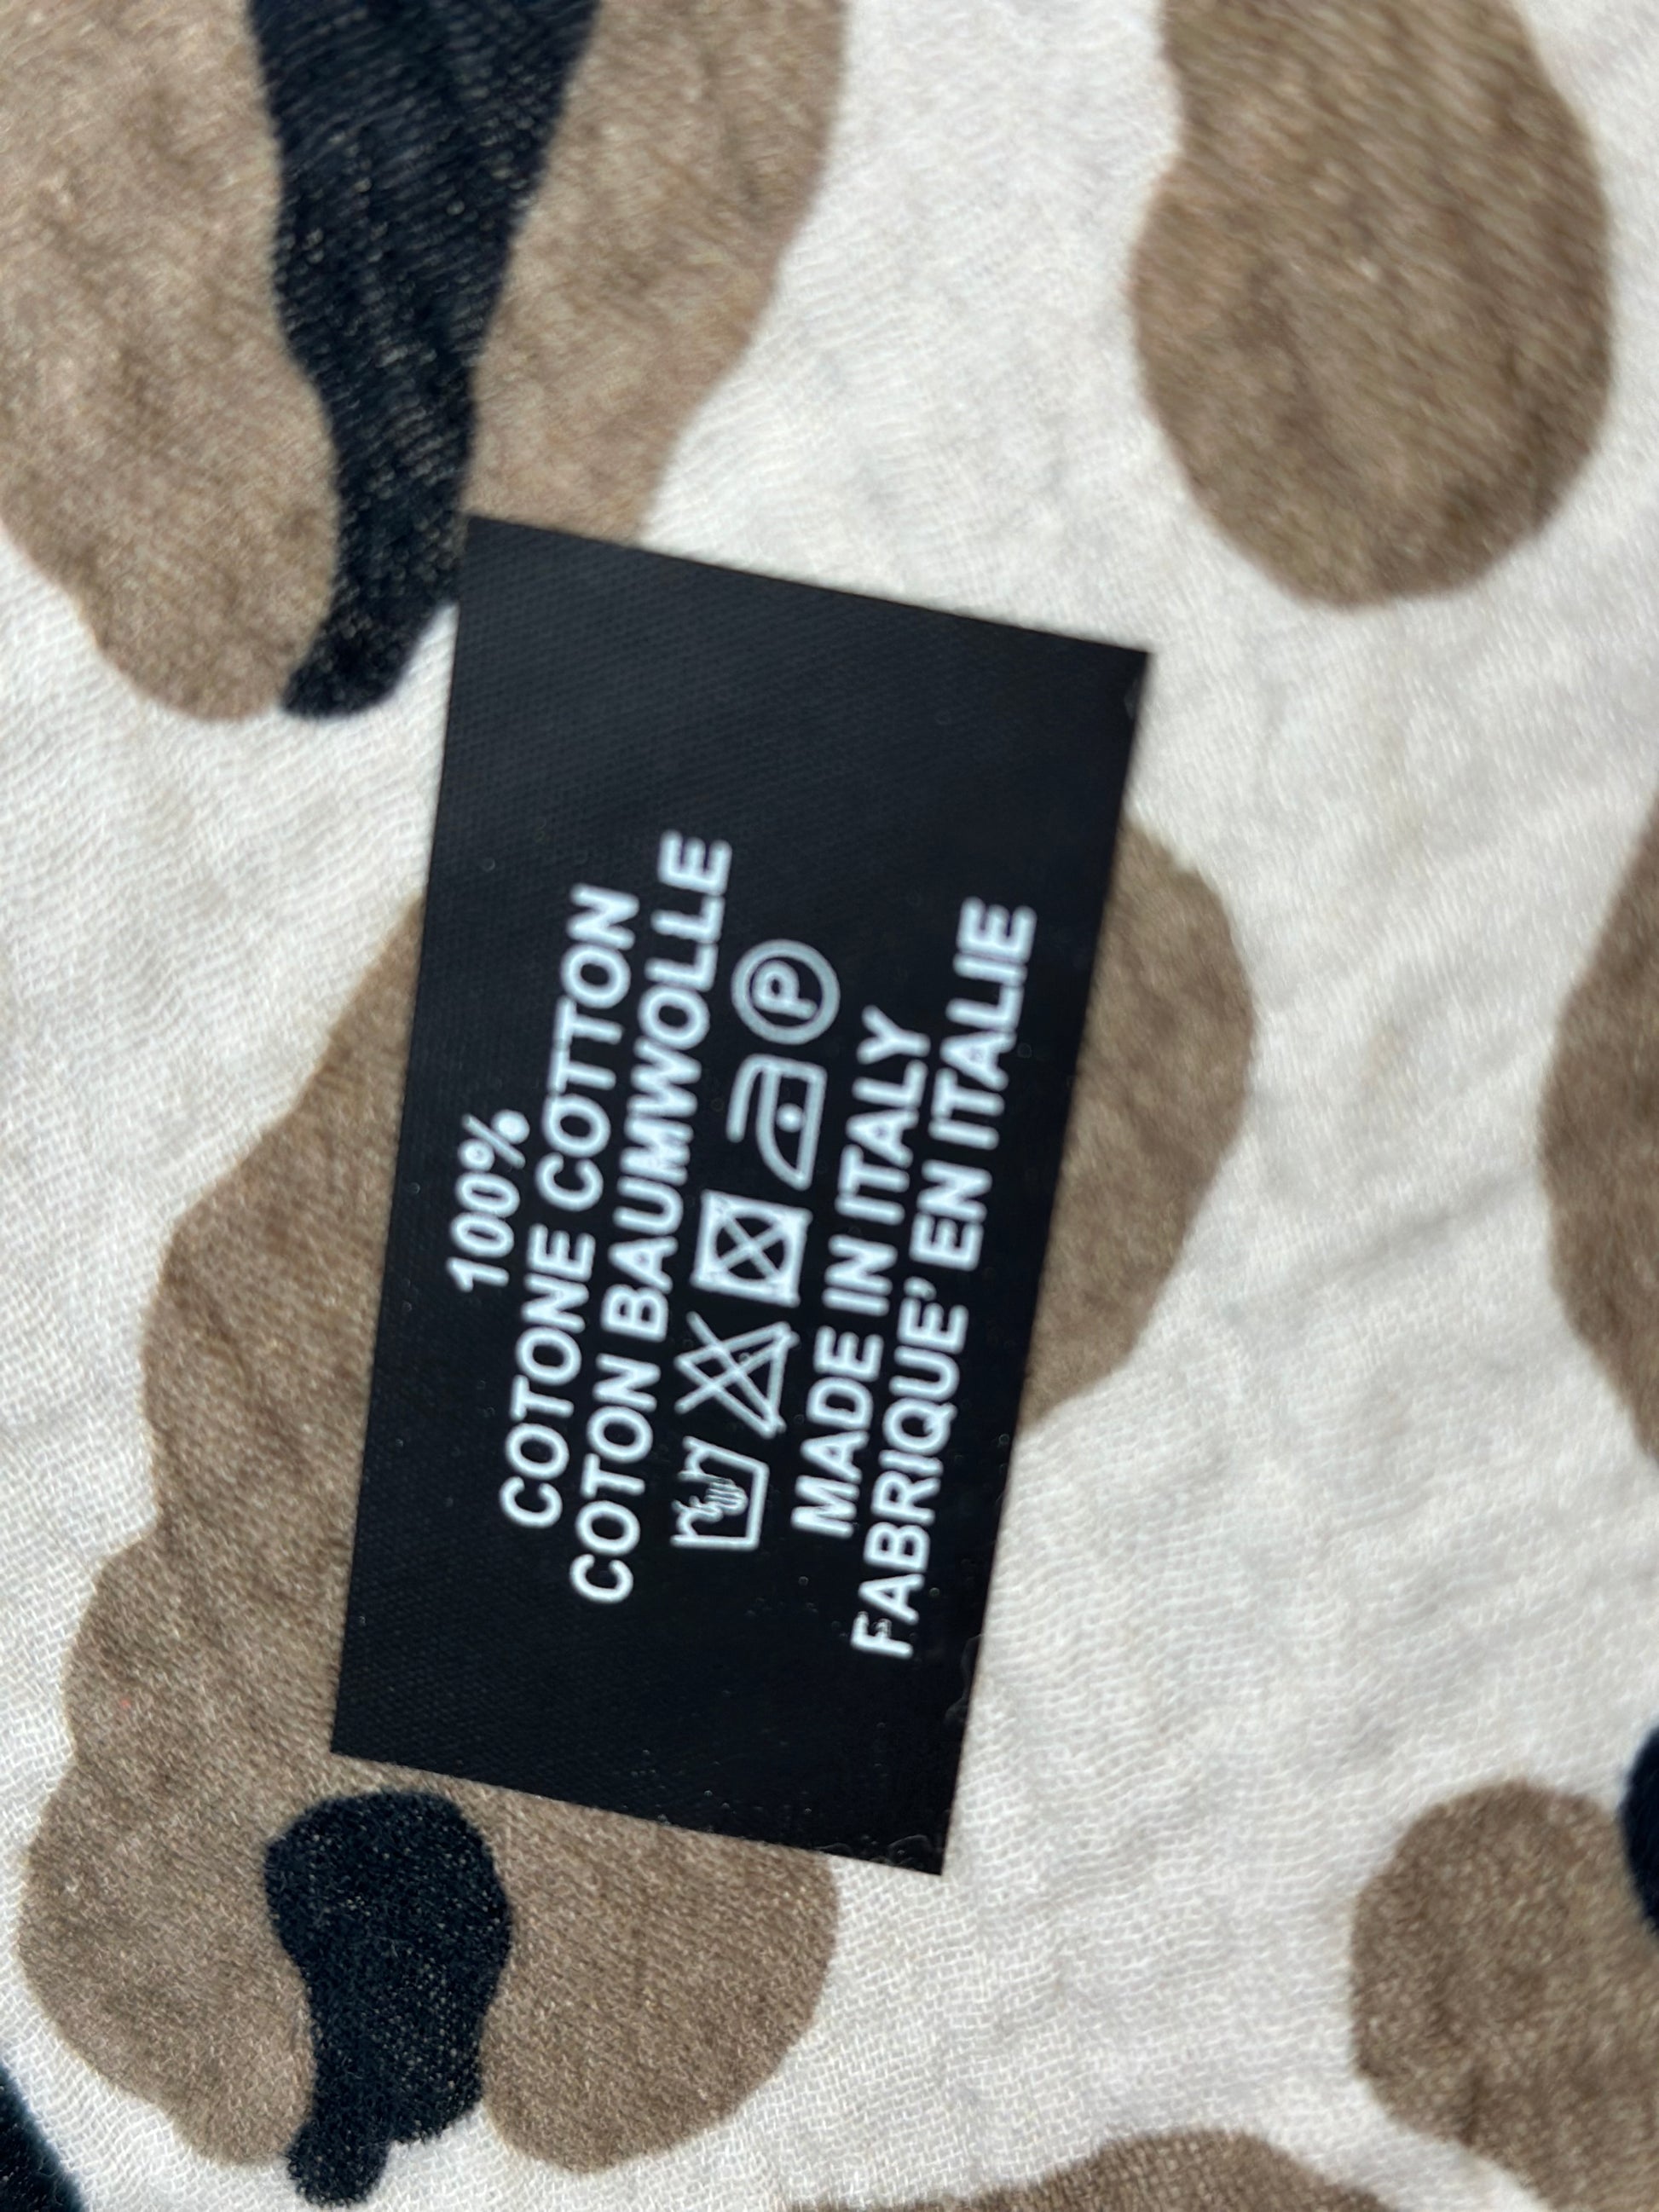 100%
COTONE COTTON
COTON BAUMWOLLE
P
MADE IN ITALY
FABRIQUE' EN ITALIE